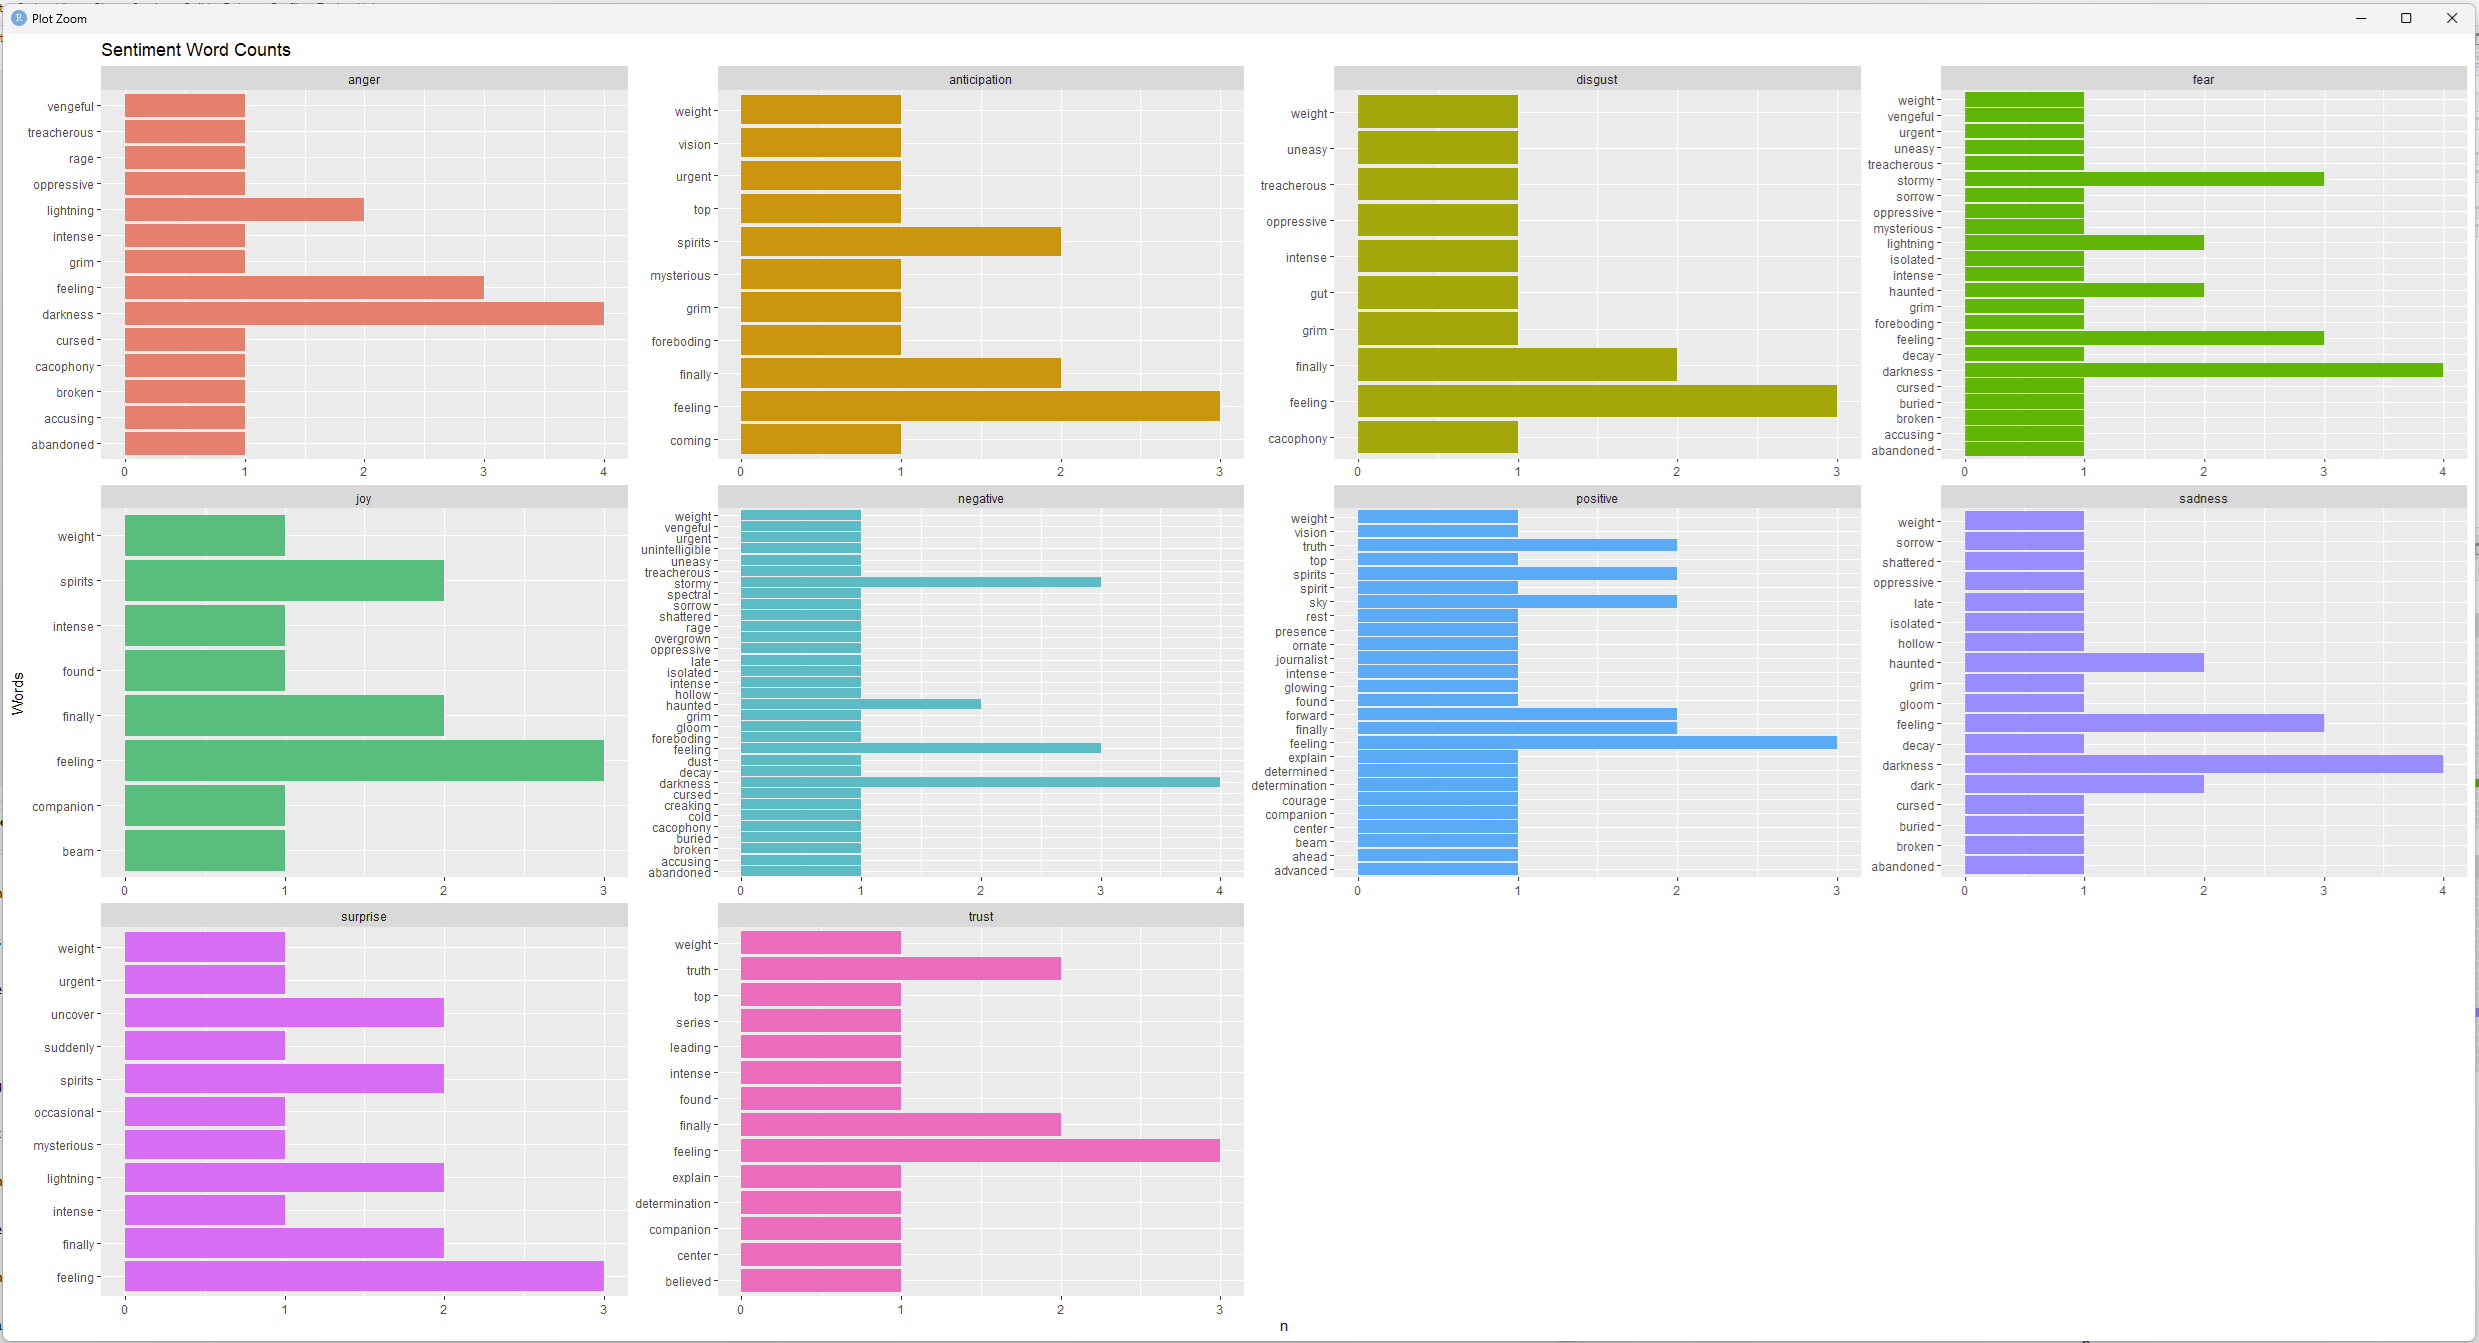 Plot Zoom
Sentiment Word Counts
anger
vengeful
treacherous
rage
oppressive
lightning
intense
grim
feeling
darkness
cursed
cacophony
broken
accusing
abandoned
0 1 2 3 4
anticipation
weight
vision
urgent
top
spirits
mysterious
grim
foreboding
finally
feeling
coming
0 1 2 3
disgust
weight
uneasy
treacherous
oppressive
intense
gut
grim
finally
feeling
cacophony
0 1 2 3
fear
weight
vengeful
urgent
uneasy
treacherous
stormy
sorrow
oppressive
mysterious
lightning
isolated
intense
haunted
grim
foreboding
feeling
decay
darkness
cursed
buried
broken
accusing
abandoned
0 1 2 3 4
Words
joy
weight
spirits
intense
found
finally
feeling
companion
beam
0 1 2 3
negative
weight
vengeful
urgent
unintelligible
uneasy
treacherous
stormy
spectral
sorrow
shattered
rage
overgrown
oppressive
late
isolated
intense
hollow
haunted
grim
gloom
foreboding
feeling
dust
decay
darkness
cursed
creaking
cold
cacophony
buried
broken
accusing
abandoned
0 1 2 3 4
positive
weight
vision
truth
top
spirits
spirit
sky
rest
presence
ornate
journalist
intense
glowing
found
forward
finally
feeling
explain
determined
determination
courage
companion
center
beam
ahead
advanced
0 1 2 3
sadness
weight
sorrow
shattered
oppressive
late
isolated
hollow
haunted
grim
gloom
feeling
decay
darkness
dark
cursed
buried
broken
abandoned
0 1 2 3 4
surprise
weight
urgent
uncover
suddenly
spirits
occasional
mysterious
lightning
intense
finally
feeling
0 1 2 3
trust
weight
truth
top
series
leading
intense
found
finally
feeling
explain
determination
companion
center
believed
0 1 2 3
n